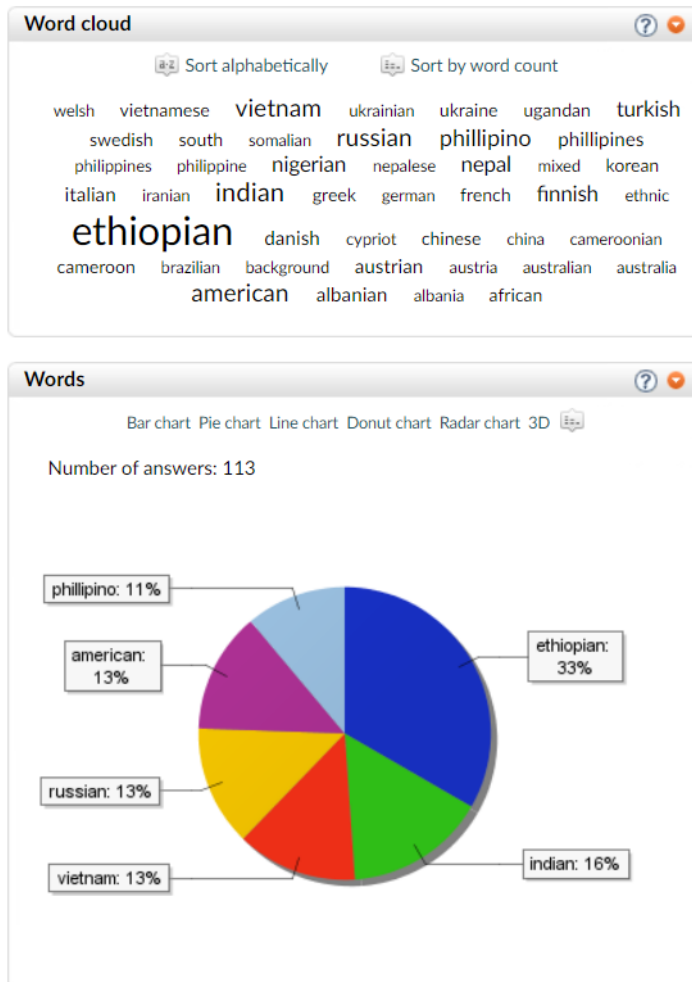 Word cloud
Sort alphabetically Sort by word count
welsh vietnamese vietnam ukrainian ukraine ugandan turkish
swedish south somalian russian phillipino phillipines
philippines philippine nigerian nepalese nepal mixed korean
italian iranian indian greek german french finnish ethnic
ethiopian danish cypriot chinese china cameroonian
cameroon brazilian background austrian austria australian australia
american albanian albania african
Words
Bar chart Pie chart Line chart Donut chart Radar chart 3D
Number of answers: 113
phillipino: 11%
american:
13%
ethiopian:
33%
russian: 13%
vietnam: 13%
indian: 16%